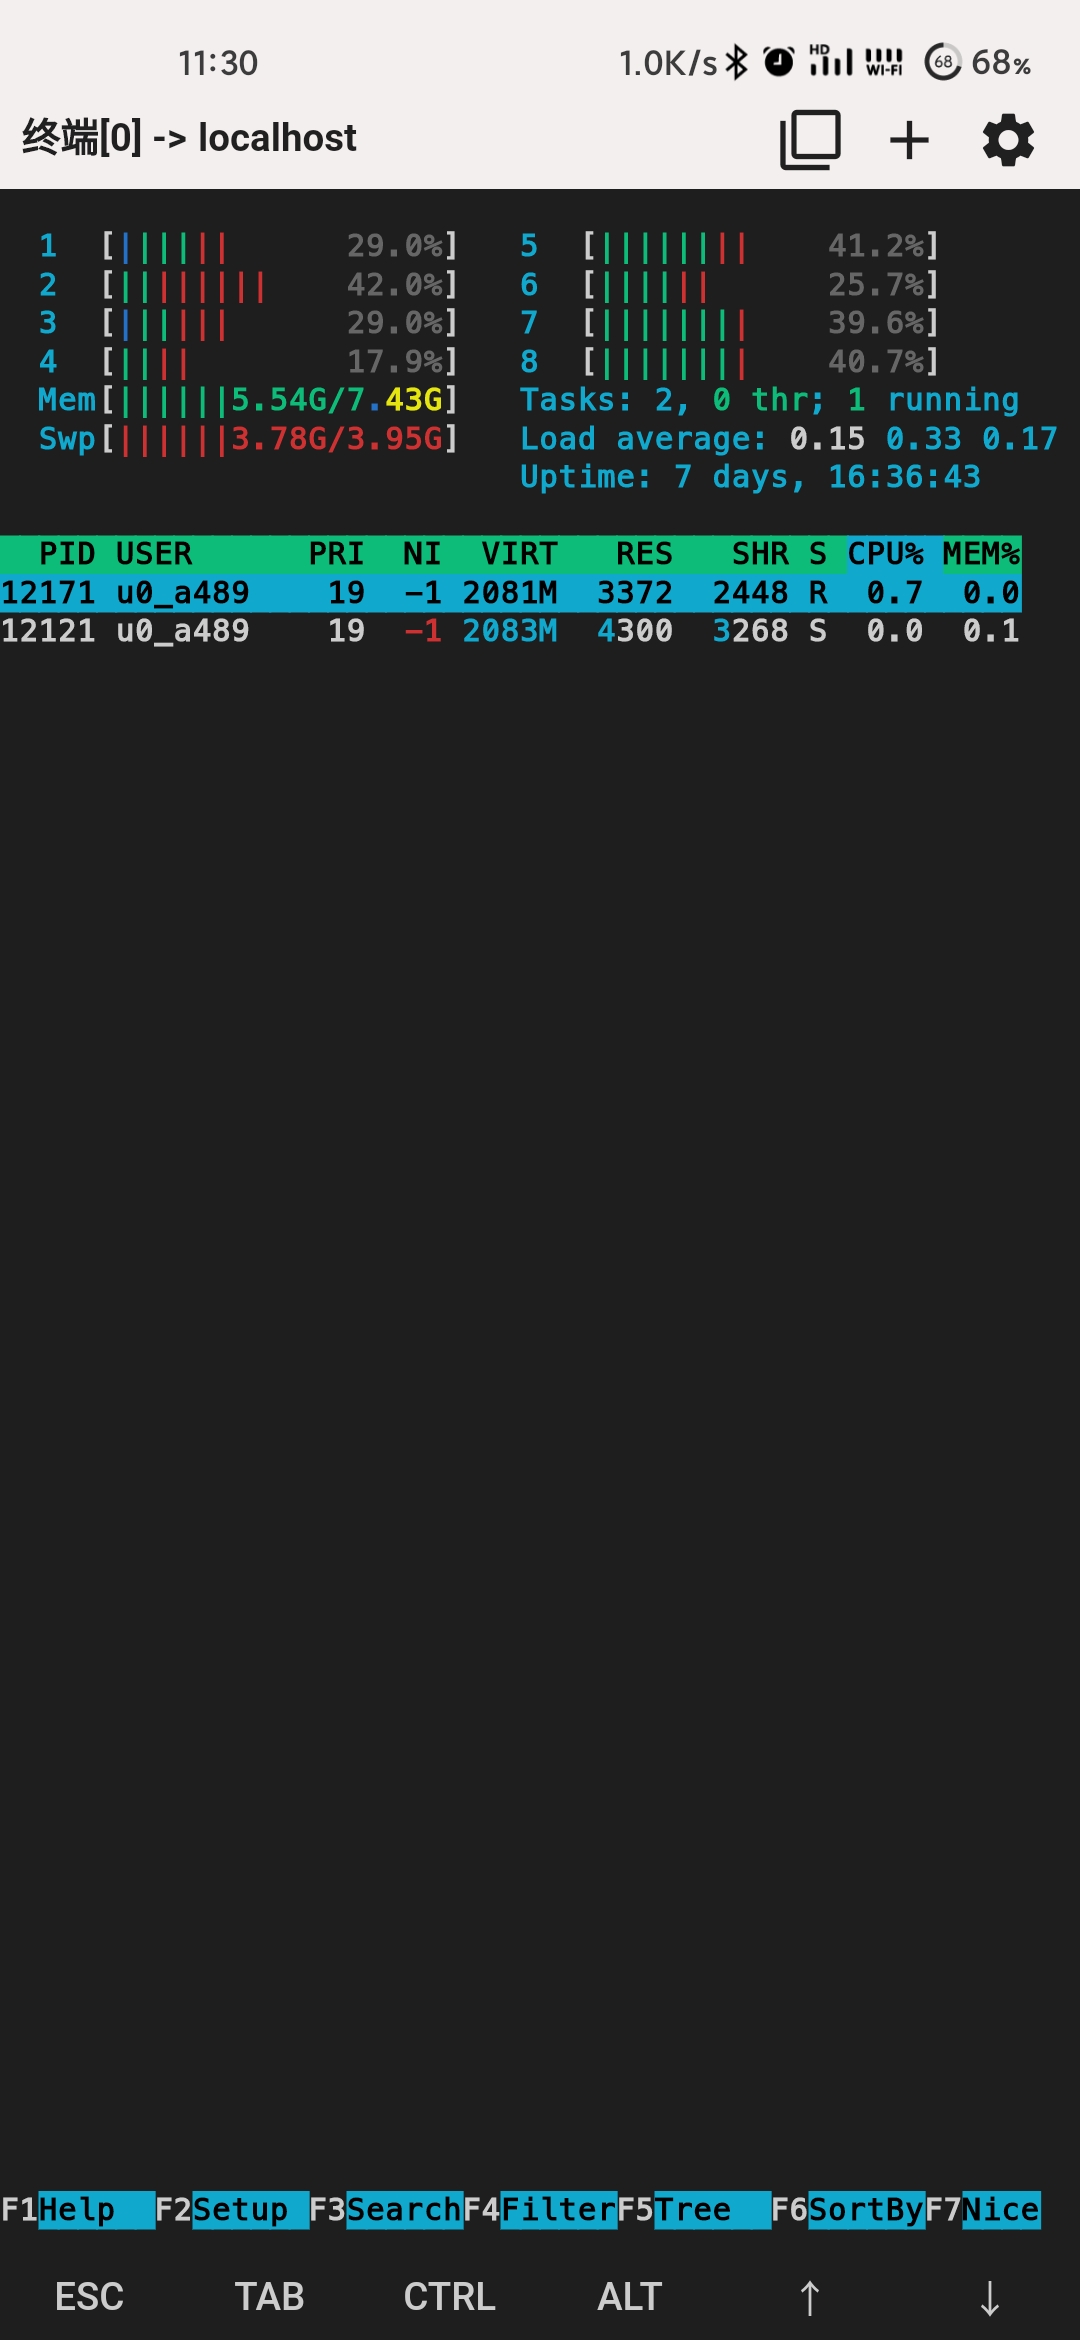 11:30 1.0K/s HD WI-FI 68 68%
终端[0] -> localhost
1 [|||||| 29.0%] 5 [|||||||| 41.2%]
2 [|||||||| 42.0%] 6 [|||||| 25.7%]
3 [|||||| 29.0%] 7 [|||||||| 39.6%]
4 [|||| 17.9%] 8 [|||||||| 40.7%]
Mem[||||||5.54G/7.43G] Tasks: 2, 0 thr; 1 running
Swp[||||||3.78G/3.95G] Load average: 0.15 0.33 0.17
Uptime: 7 days, 16:36:43
PID USER PRI NI VIRT RES SHR S CPU% MEM%
12171 u0_a489 19 -1 2081M 3372 2448 R 0.7 0.0
12121 u0_a489 19 -1 2083M 4300 3268 S 0.0 0.1
F1Help F2Setup F3SearchF4FilterF5Tree F6SortByF7Nice
ESC TAB CTRL ALT ↑ ↓